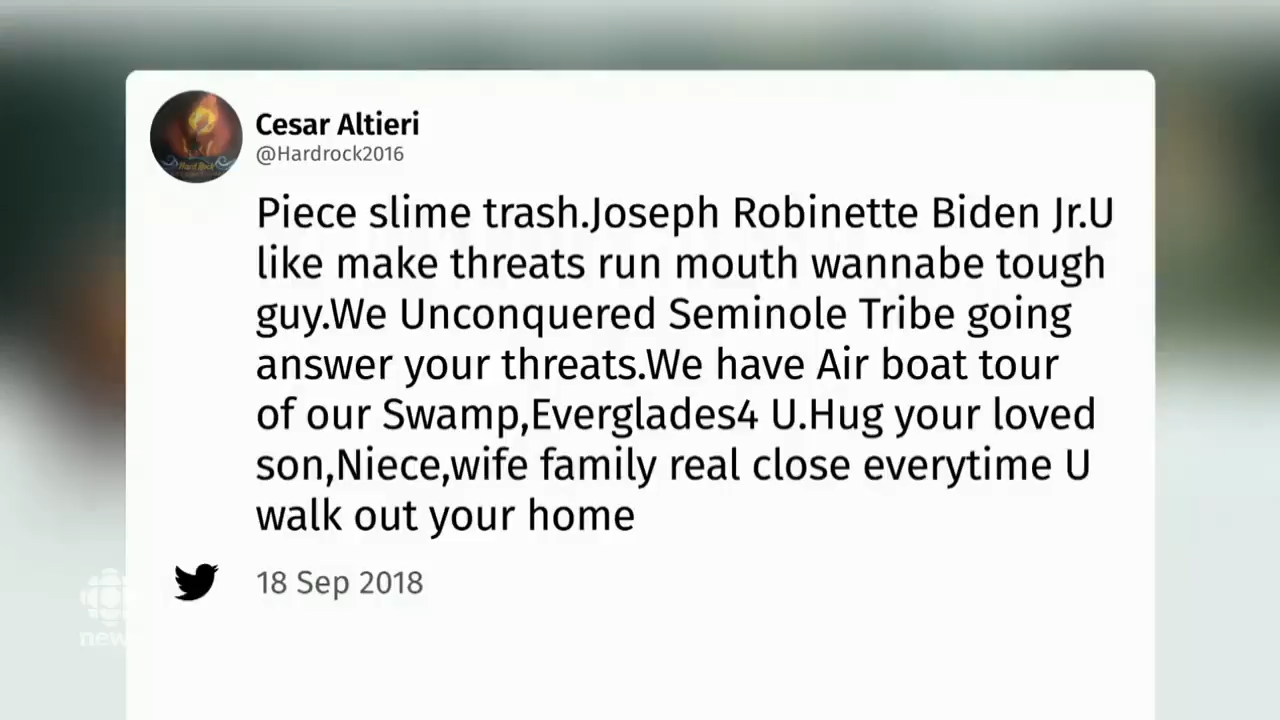 Cesar Altieri
@Hardrock2016
Piece slime trash.Joseph Robinette Biden Jr.U
like make threats run mouth wannabe tough
guy.We Unconquered Seminole Tribe going
answer your threats.We have Air boat tour
of our Swamp,Everglades4 U.Hug your loved
son,Niece,wife family real close everytime U
walk out your home
18 Sep 2018